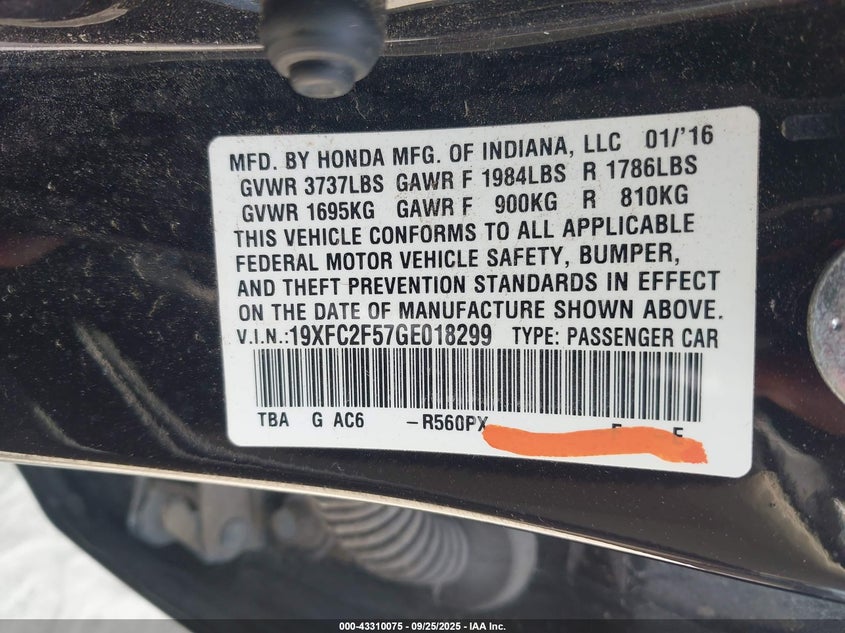 MFD. BY HONDA MFG. OF INDIANA, LLC 01/'16
GVWR 3737LBS GAWR F 1984LBS R 1786LBS
GVWR 1695KG GAWR F 900KG R 810KG
THIS VEHICLE CONFORMS TO ALL APPLICABLE
FEDERAL MOTOR VEHICLE SAFETY, BUMPER,
AND THEFT PREVENTION STANDARDS IN EFFECT
ON THE DATE OF MANUFACTURE SHOWN ABOVE.
V.I.N.:19XFC2F57GE018299 TYPE: PASSENGER CAR
TBA G AC6 -R560PX
000-43310075 - 09/25/2025 - IAA Inc.